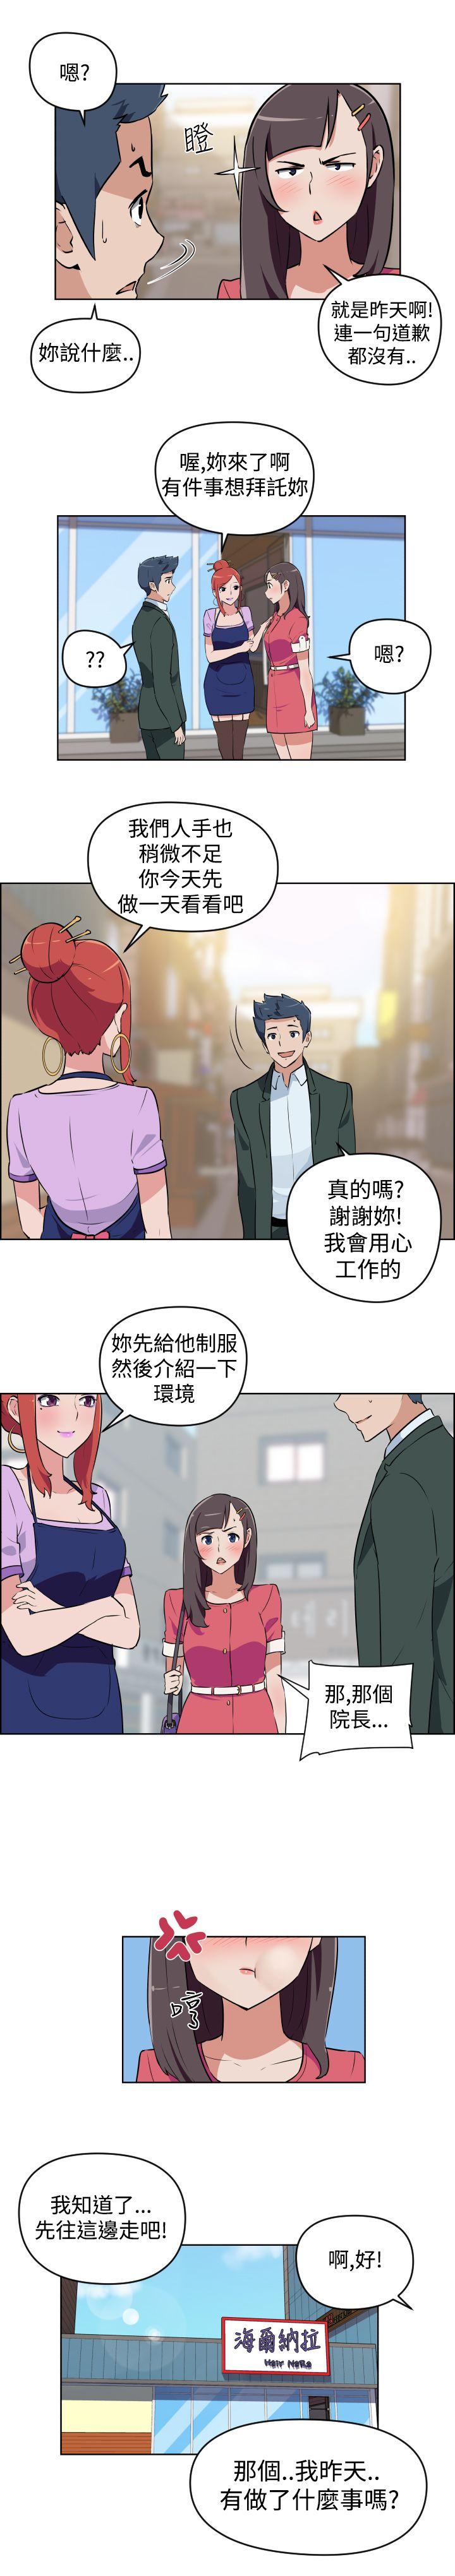 嗯?
瞪
就是昨天啊!
連一句道歉
都沒有..
妳說什麼..
喔,妳來了啊
有件事想拜託妳
??
嗯?
我們人手也
稍微不足
你今天先
做一天看看吧
真的嗎?
謝謝妳!
我會用心
工作的
妳先給他制服
然後介紹一下
環境
那,那個
院長...
哼
我知道了...
先往這邊走吧!
啊,好!
海爾納拉
Hair NaRa
那個..我昨天..
有做了什麼事嗎?